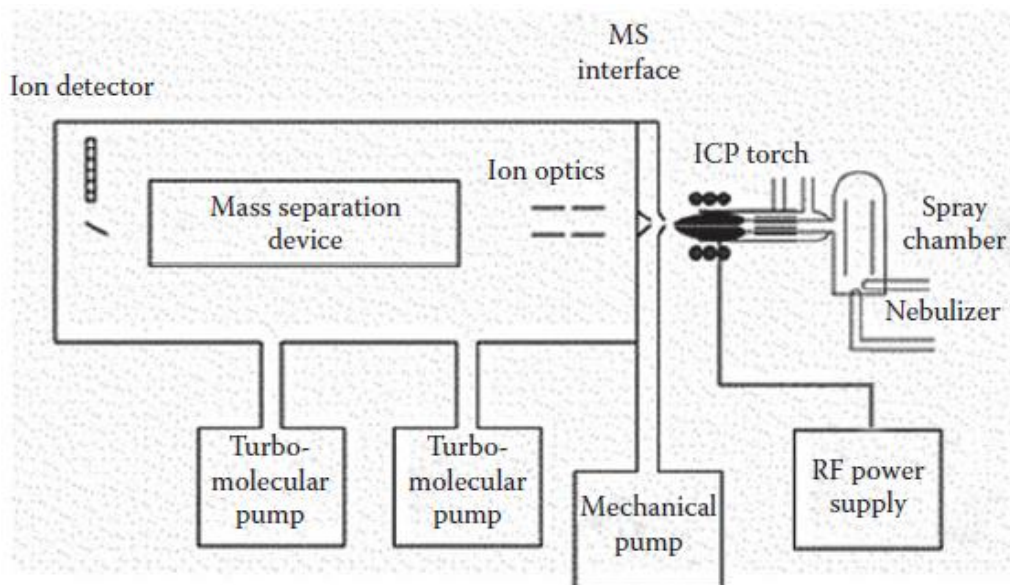 MS
interface
Ion detector
ICP torch
Ion optics
Mass separation
device
Spray
chamber
Nebulizer
Turbo-
molecular
pump
Turbo-
molecular
pump
Mechanical
pump
RF power
supply